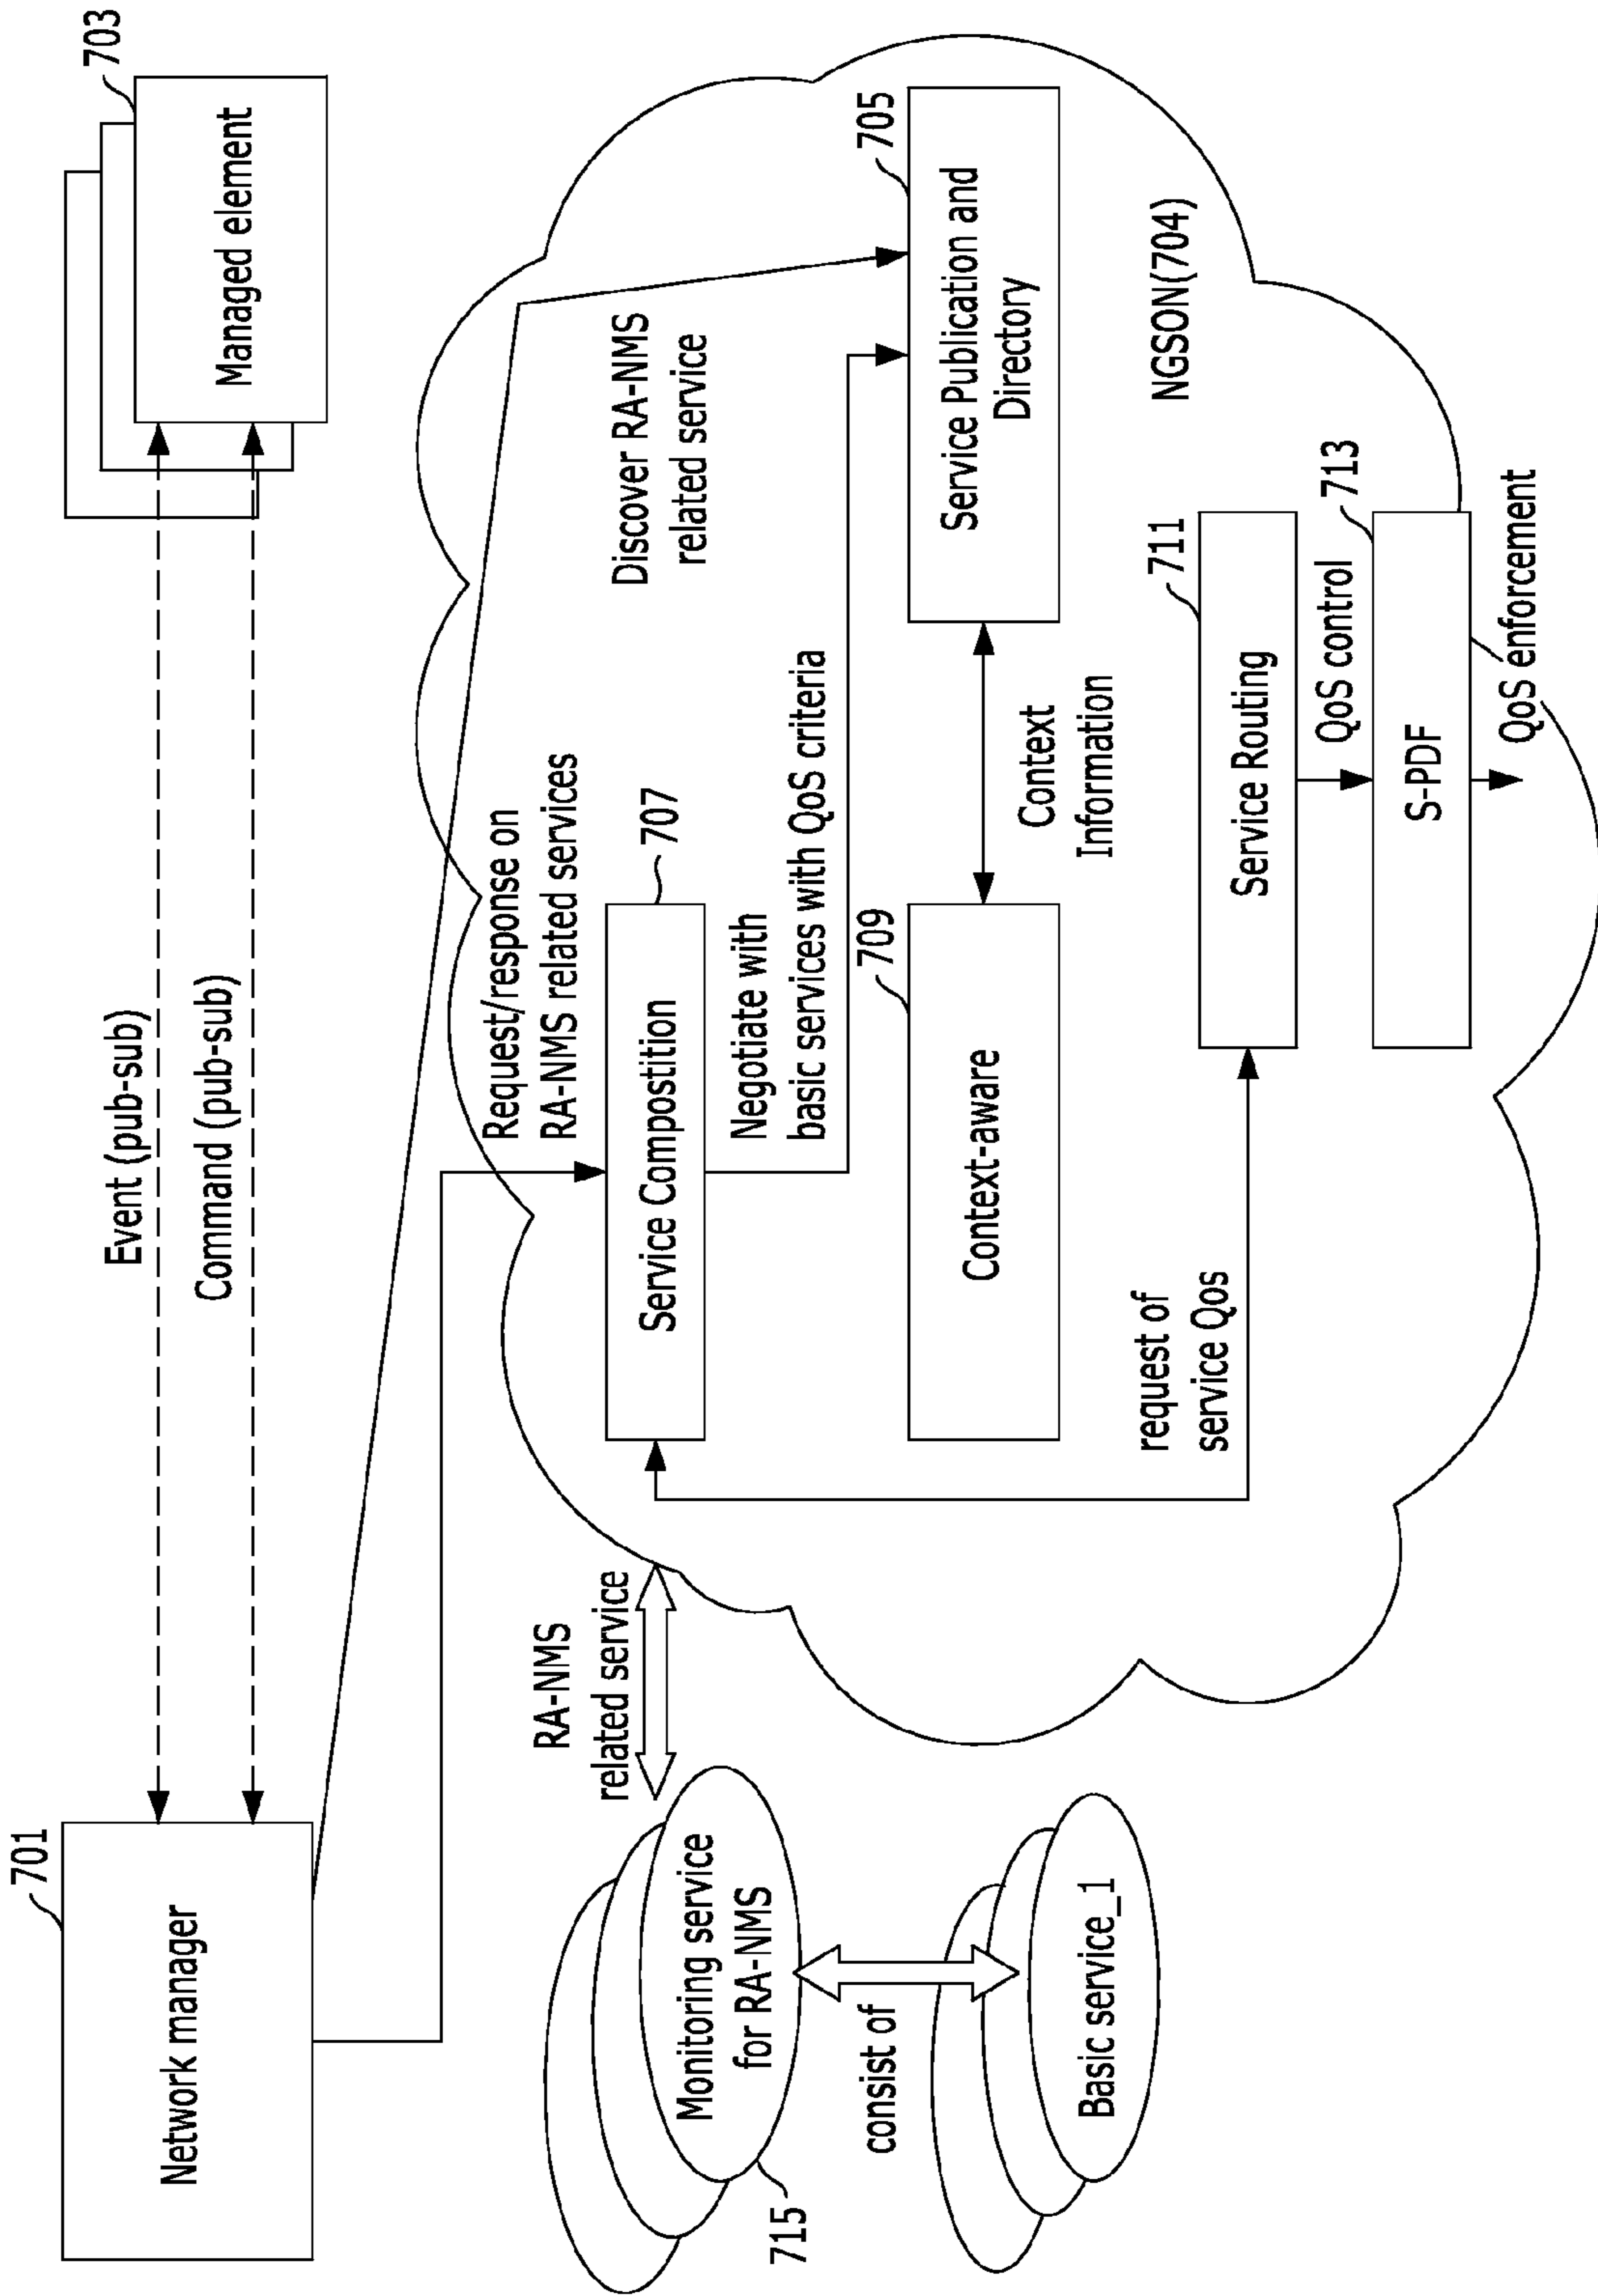 701
Network manager
Event (pub-sub)
Command (pub-sub)
703
Managed element
Request/response on
RA-NMS related services
Discover RA-NMS
related service
RA-NMS
related service
Service Compostition
707
Negotiate with
basic services with QoS criteria
705
Service Publication and
Directory
709
Context-aware
Context
Information
NGSON(704)
request of
service Qos
711
Service Routing
QoS control
713
S-PDF
QoS enforcement
Monitoring service
for RA-NMS
715
consist of
Basic service_1